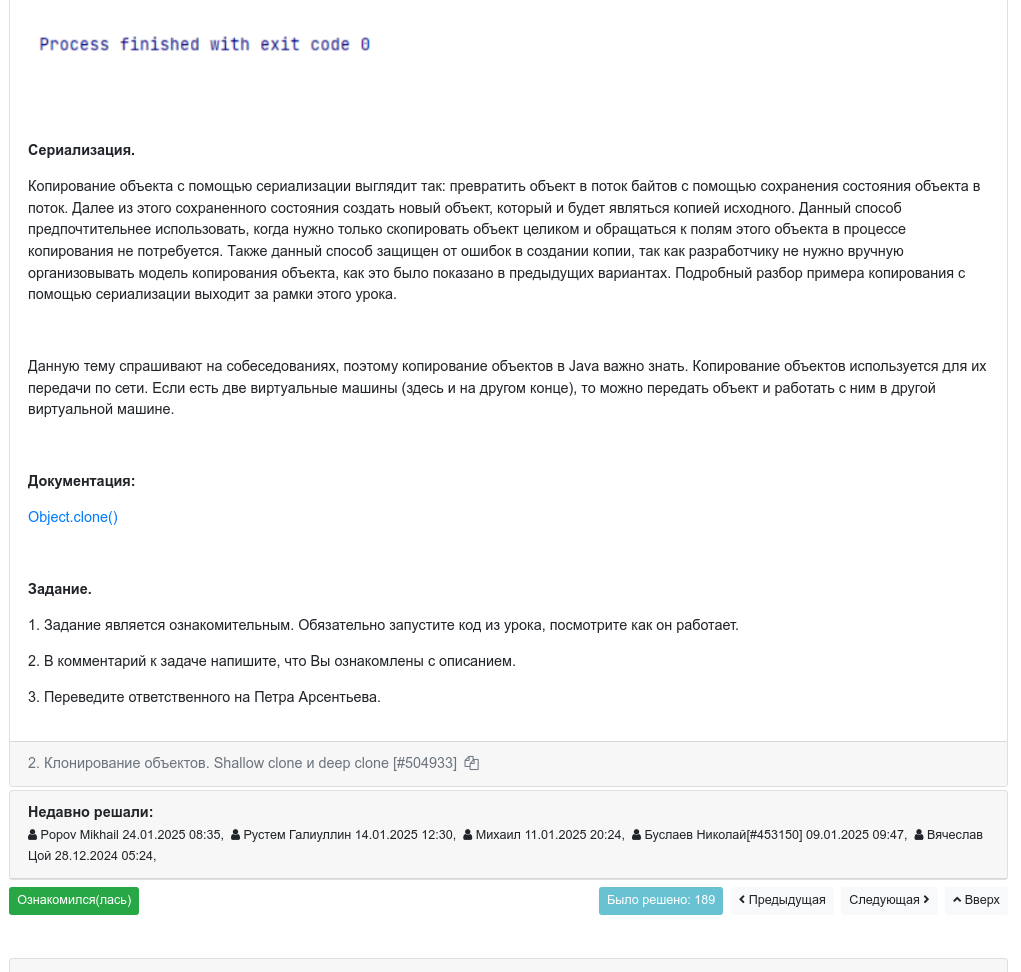 Process finished with exit code 0
Сериализация.
Копирование объекта с помощью сериализации выглядит так: превратить объект в поток байтов с помощью сохранения состояния объекта в
поток. Далее из этого сохраненного состояния создать новый объект, который и будет являться копией исходного. Данный способ
предпочтительнее использовать, когда нужно только скопировать объект целиком и обращаться к полям этого объекта в процессе
копирования не потребуется. Также данный способ защищен от ошибок в создании копии, так как разработчику не нужно вручную
организовывать модель копирования объекта, как это было показано в предыдущих вариантах. Подробный разбор примера копирования с
помощью сериализации выходит за рамки этого урока.
Данную тему спрашивают на собеседованиях, поэтому копирование объектов в Java важно знать. Копирование объектов используется для их
передачи по сети. Если есть две виртуальные машины (здесь и на другом конце), то можно передать объект и работать с ним в другой
виртуальной машине.
Документация:
Object.clone()
Задание.
1. Задание является ознакомительным. Обязательно запустите код из урока, посмотрите как он работает.
2. В комментарий к задаче напишите, что Вы ознакомлены с описанием.
3. Переведите ответственного на Петра Арсентьева.
2. Клонирование объектов. Shallow clone и deep clone [#504933]
Недавно решали:
Popov Mikhail 24.01.2025 08:35, Рустем Галиуллин 14.01.2025 12:30, Михаил 11.01.2025 20:24, Буслаев Николай[#453150] 09.01.2025 09:47, Вячеслав
Цой 28.12.2024 05:24,
Ознакомился(лась) Было решено: 189 Предыдущая Следующая Вверх